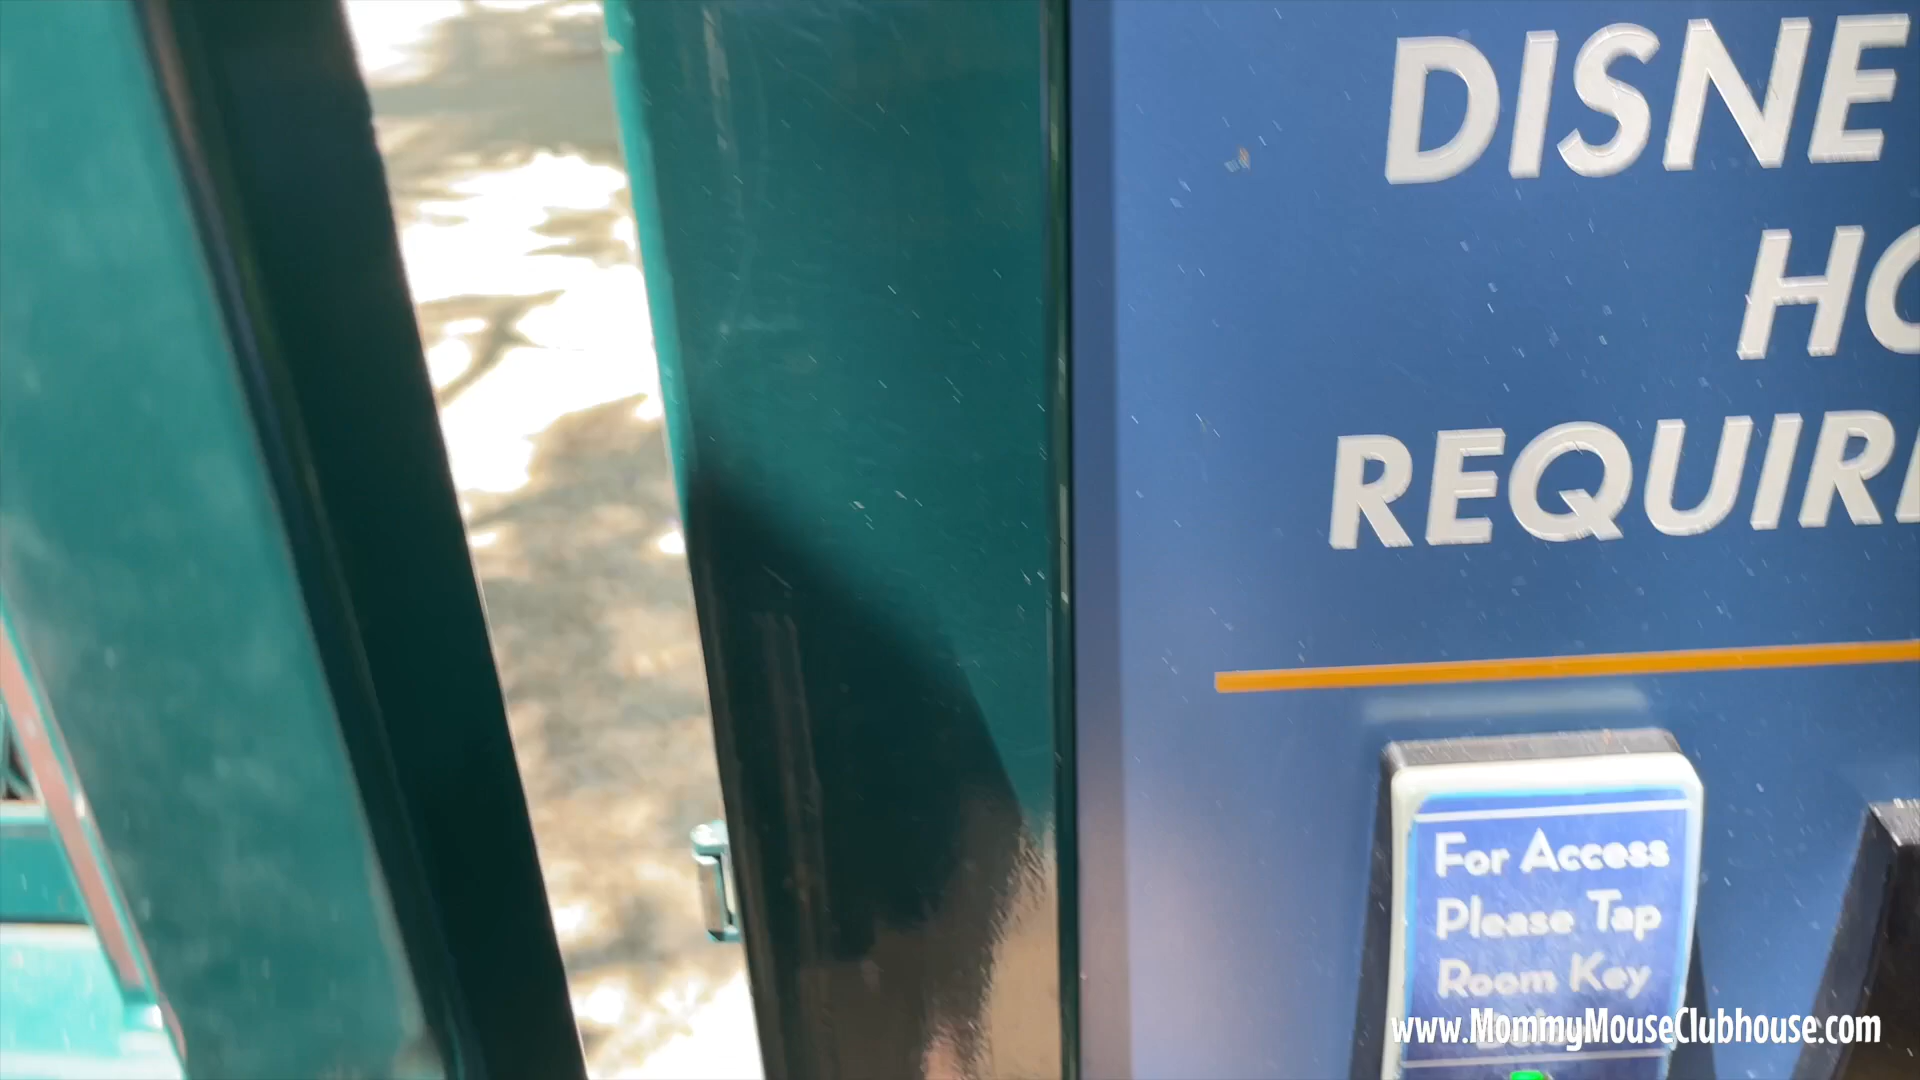 DISNE
HO
REQUIR
For Access
Please Tap
Room Key
www.MommyMouseClubhouse.com